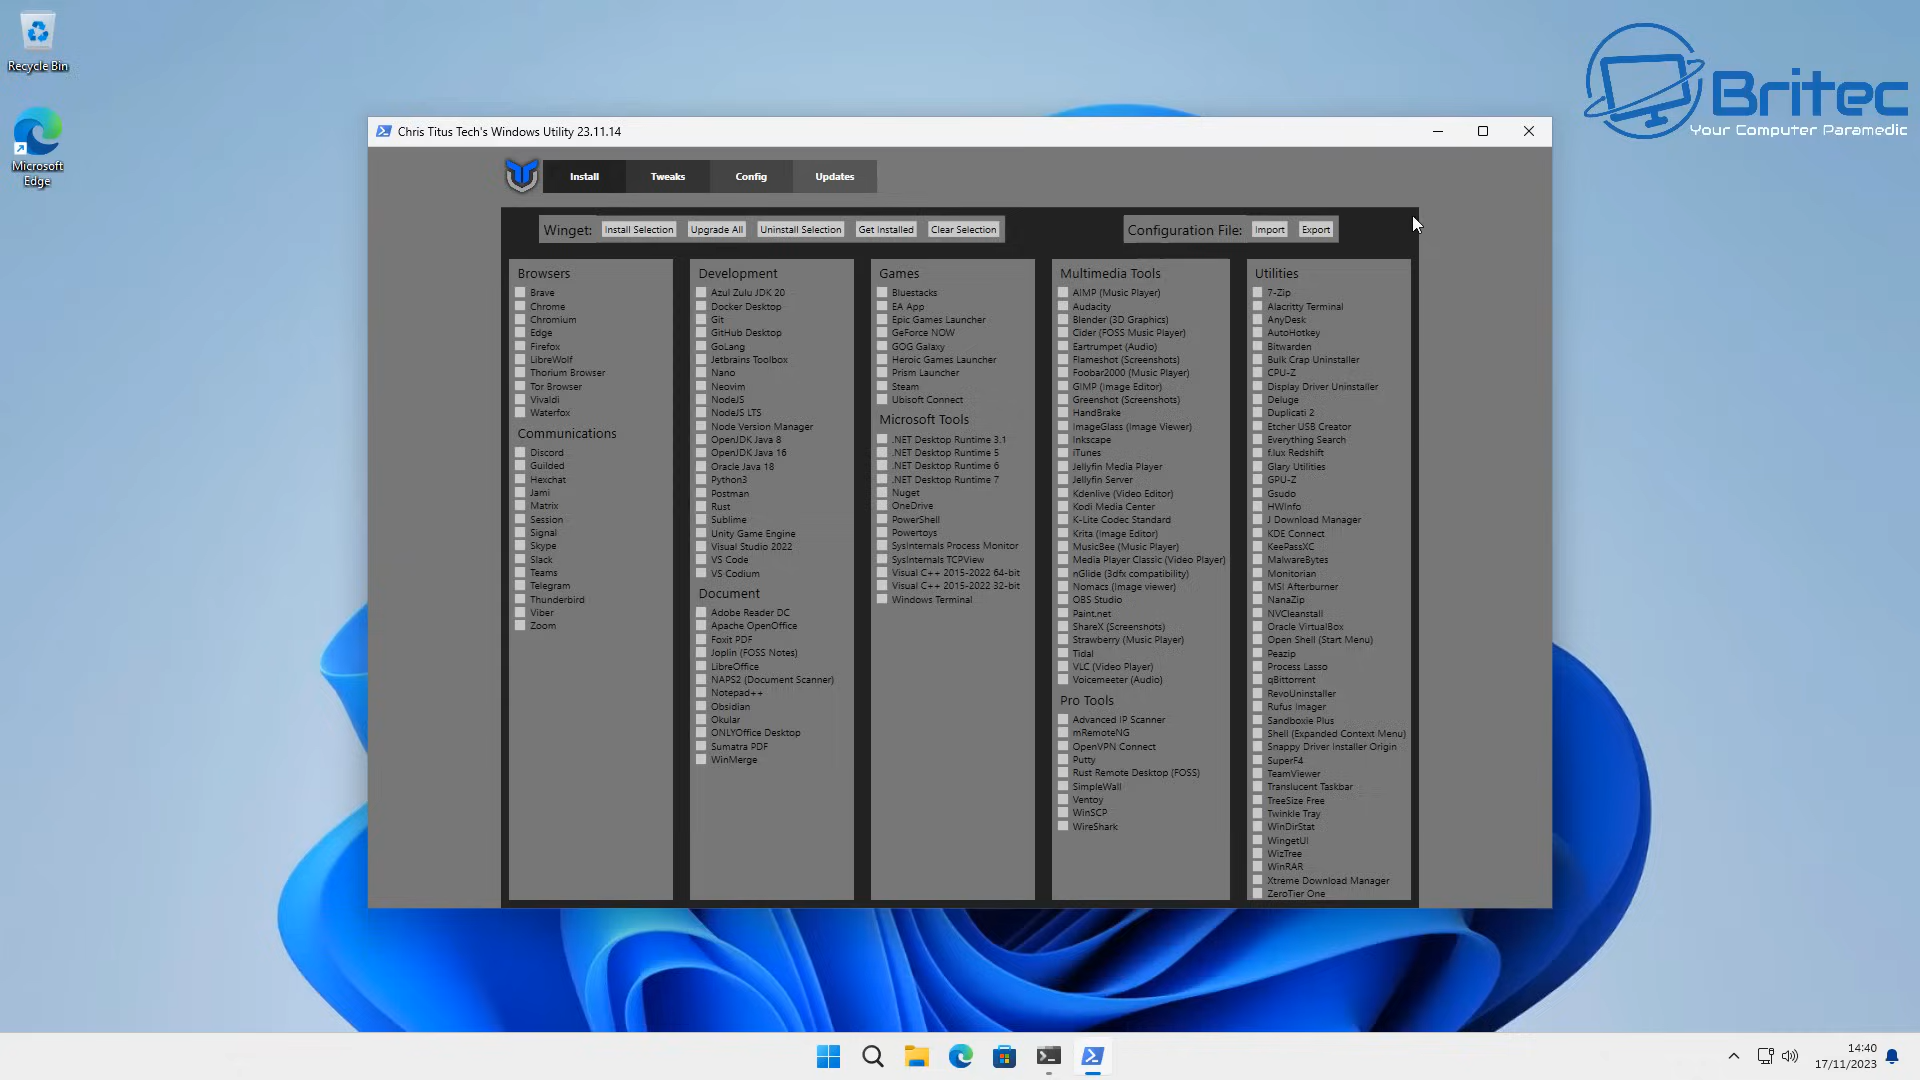 Recycle Bin
Microsoft
Edge
Britec
Your Computer Paramedic
Chris Titus Tech's Windows Utility 23.11.14
Install
Tweaks
Config
Updates
Winget:
Install Selection
Upgrade All
Uninstall Selection
Get Installed
Clear Selection
Configuration File:
Import
Export
Browsers
Brave
Chrome
Chromium
Edge
Firefox
LibreWolf
Thorium Browser
Tor Browser
Vivaldi
Waterfox
Communications
Discord
Guilded
Hexchat
Jami
Matrix
Session
Signal
Skype
Slack
Teams
Telegram
Thunderbird
Viber
Zoom
Development
Azul Zulu JDK 20
Docker Desktop
Git
GitHub Desktop
GoLang
Jetbrains Toolbox
Nano
Neovim
NodeJS
NodeJS LTS
Node Version Manager
OpenJDK Java 8
OpenJDK Java 16
Oracle Java 18
Python3
Postman
Rust
Sublime
Unity Game Engine
Visual Studio 2022
VS Code
VS Codium
Document
Adobe Reader DC
Apache OpenOffice
Foxit PDF
Joplin (FOSS Notes)
LibreOffice
NAPS2 (Document Scanner)
Notepad++
Obsidian
Okular
ONLYOffice Desktop
Sumatra PDF
WinMerge
Games
Bluestacks
EA App
Epic Games Launcher
GeForce NOW
GOG Galaxy
Heroic Games Launcher
Prism Launcher
Steam
Ubisoft Connect
Microsoft Tools
.NET Desktop Runtime 3.1
.NET Desktop Runtime 5
.NET Desktop Runtime 6
.NET Desktop Runtime 7
Nuget
OneDrive
PowerShell
Powertoys
SysInternals Process Monitor
SysInternals TCPView
Visual C++ 2015-2022 64-bit
Visual C++ 2015-2022 32-bit
Windows Terminal
Multimedia Tools
AIMP (Music Player)
Audacity
Blender (3D Graphics)
Cider (FOSS Music Player)
Eartrumpet (Audio)
Flameshot (Screenshots)
Foobar2000 (Music Player)
GIMP (Image Editor)
Greenshot (Screenshots)
HandBrake
ImageGlass (Image Viewer)
Inkscape
iTunes
Jellyfin Media Player
Jellyfin Server
Kdenlive (Video Editor)
Kodi Media Center
K-Lite Codec Standard
Krita (Image Editor)
MusicBee (Music Player)
Media Player Classic (Video Player)
nGlide (3dfx compatibility)
Nomacs (Image viewer)
OBS Studio
Paint.net
ShareX (Screenshots)
Strawberry (Music Player)
Tidal
VLC (Video Player)
Voicemeeter (Audio)
Pro Tools
Advanced IP Scanner
mRemoteNG
OpenVPN Connect
Putty
Rust Remote Desktop (FOSS)
SimpleWall
Ventoy
WinSCP
WireShark
Utilities
7-Zip
Alacritty Terminal
AnyDesk
AutoHotkey
Bitwarden
Bulk Crap Uninstaller
CPU-Z
Display Driver Uninstaller
Deluge
Duplicati 2
Etcher USB Creator
Everything Search
f.lux Redshift
Glary Utilities
GPU-Z
Gsudo
HWInfo
J Download Manager
KDE Connect
KeePassXC
MalwareBytes
Monitorian
MSI Afterburner
NanaZip
NVCleanstall
Oracle VirtualBox
Open Shell (Start Menu)
Peazip
Process Lasso
qBittorrent
RevoUninstaller
Rufus Imager
Sandboxie Plus
Shell (Expanded Context Menu)
Snappy Driver Installer Origin
SuperF4
TeamViewer
Translucent Taskbar
TreeSize Free
Twinkle Tray
WinDirStat
WingetUI
WizTree
WinRAR
Xtreme Download Manager
ZeroTier One
14:40
17/11/2023